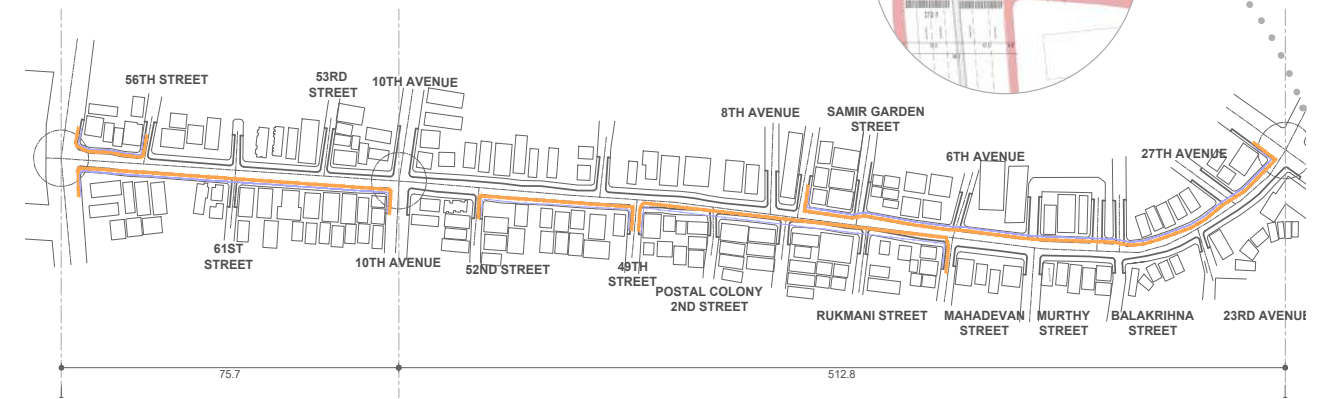 56TH STREET
53RD
STREET
10TH AVENUE
8TH AVENUE
SAMIR GARDEN
STREET
6TH AVENUE
27TH AVENUE
61ST
STREET
10TH AVENUE
52ND STREET
49TH
STREET
POSTAL COLONY
2ND STREET
RUKMANI STREET
MAHADEVAN
STREET
MURTHY
STREET
BALAKRIHNA
STREET
23RD AVENUE
75.7
512.8